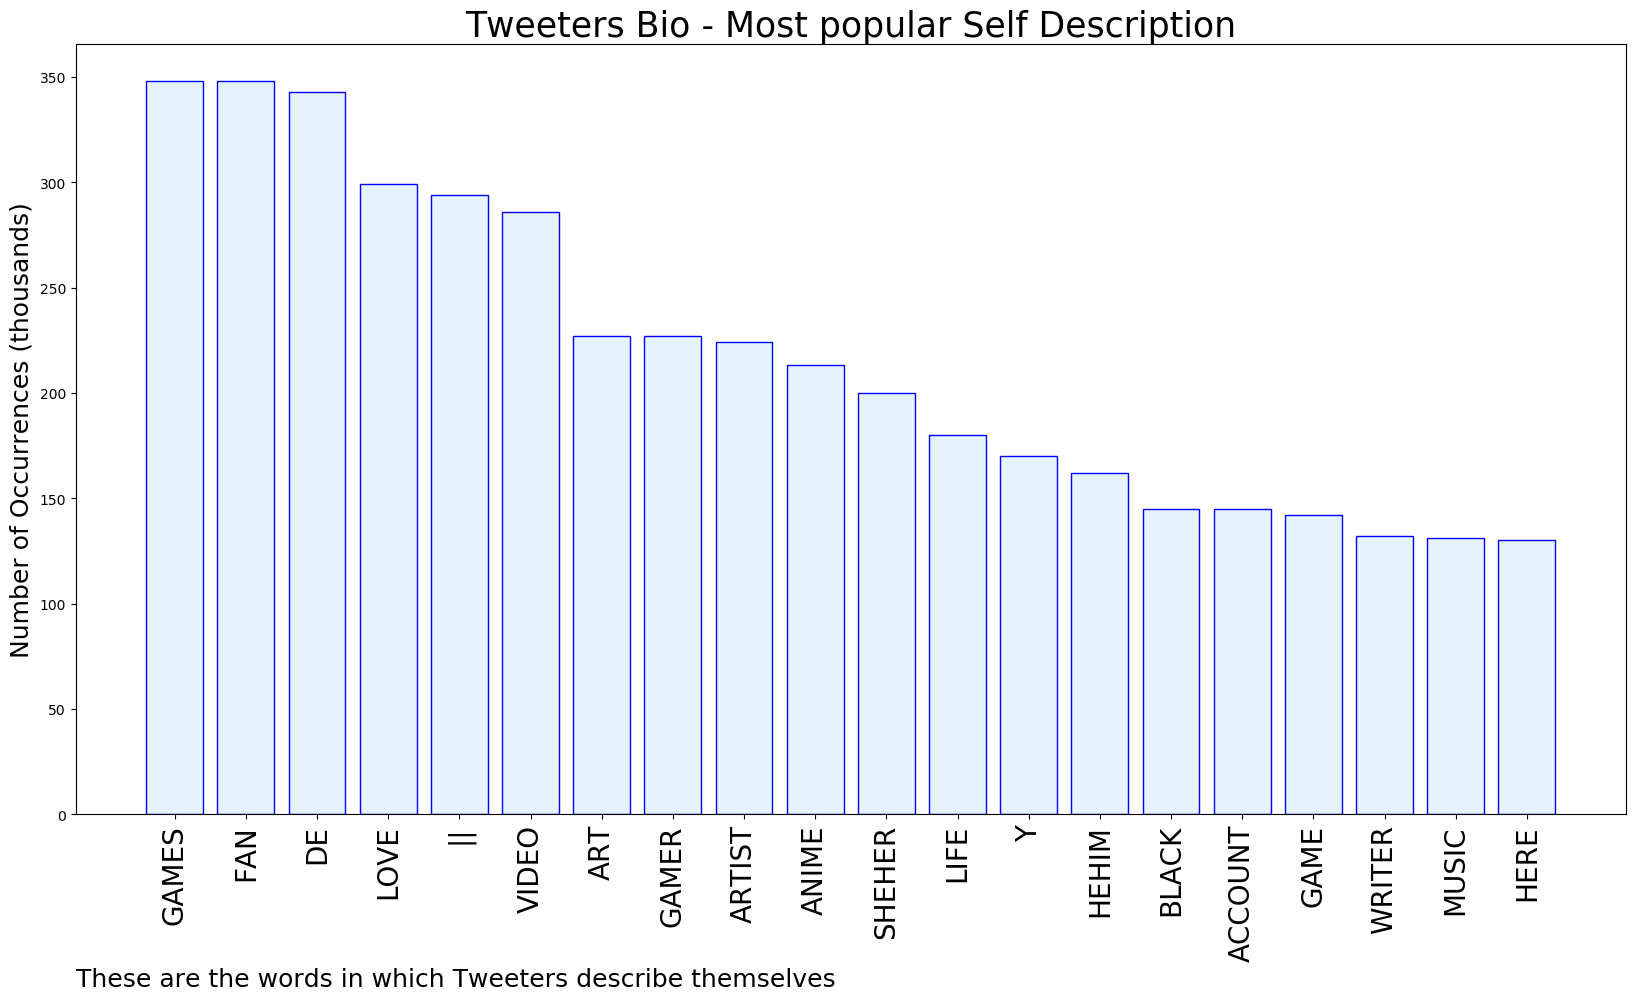 Tweeters Bio - Most popular Self Description
Number of Occurrences (thousands)
350
300
250
200
150
100
50
0
GAMES
FAN
DE
LOVE
||
VIDEO
ART
GAMER
ARTIST
ANIME
SHEHER
LIFE
Y
HEHIM
BLACK
ACCOUNT
GAME
WRITER
MUSIC
HERE
These are the words in which Tweeters describe themselves